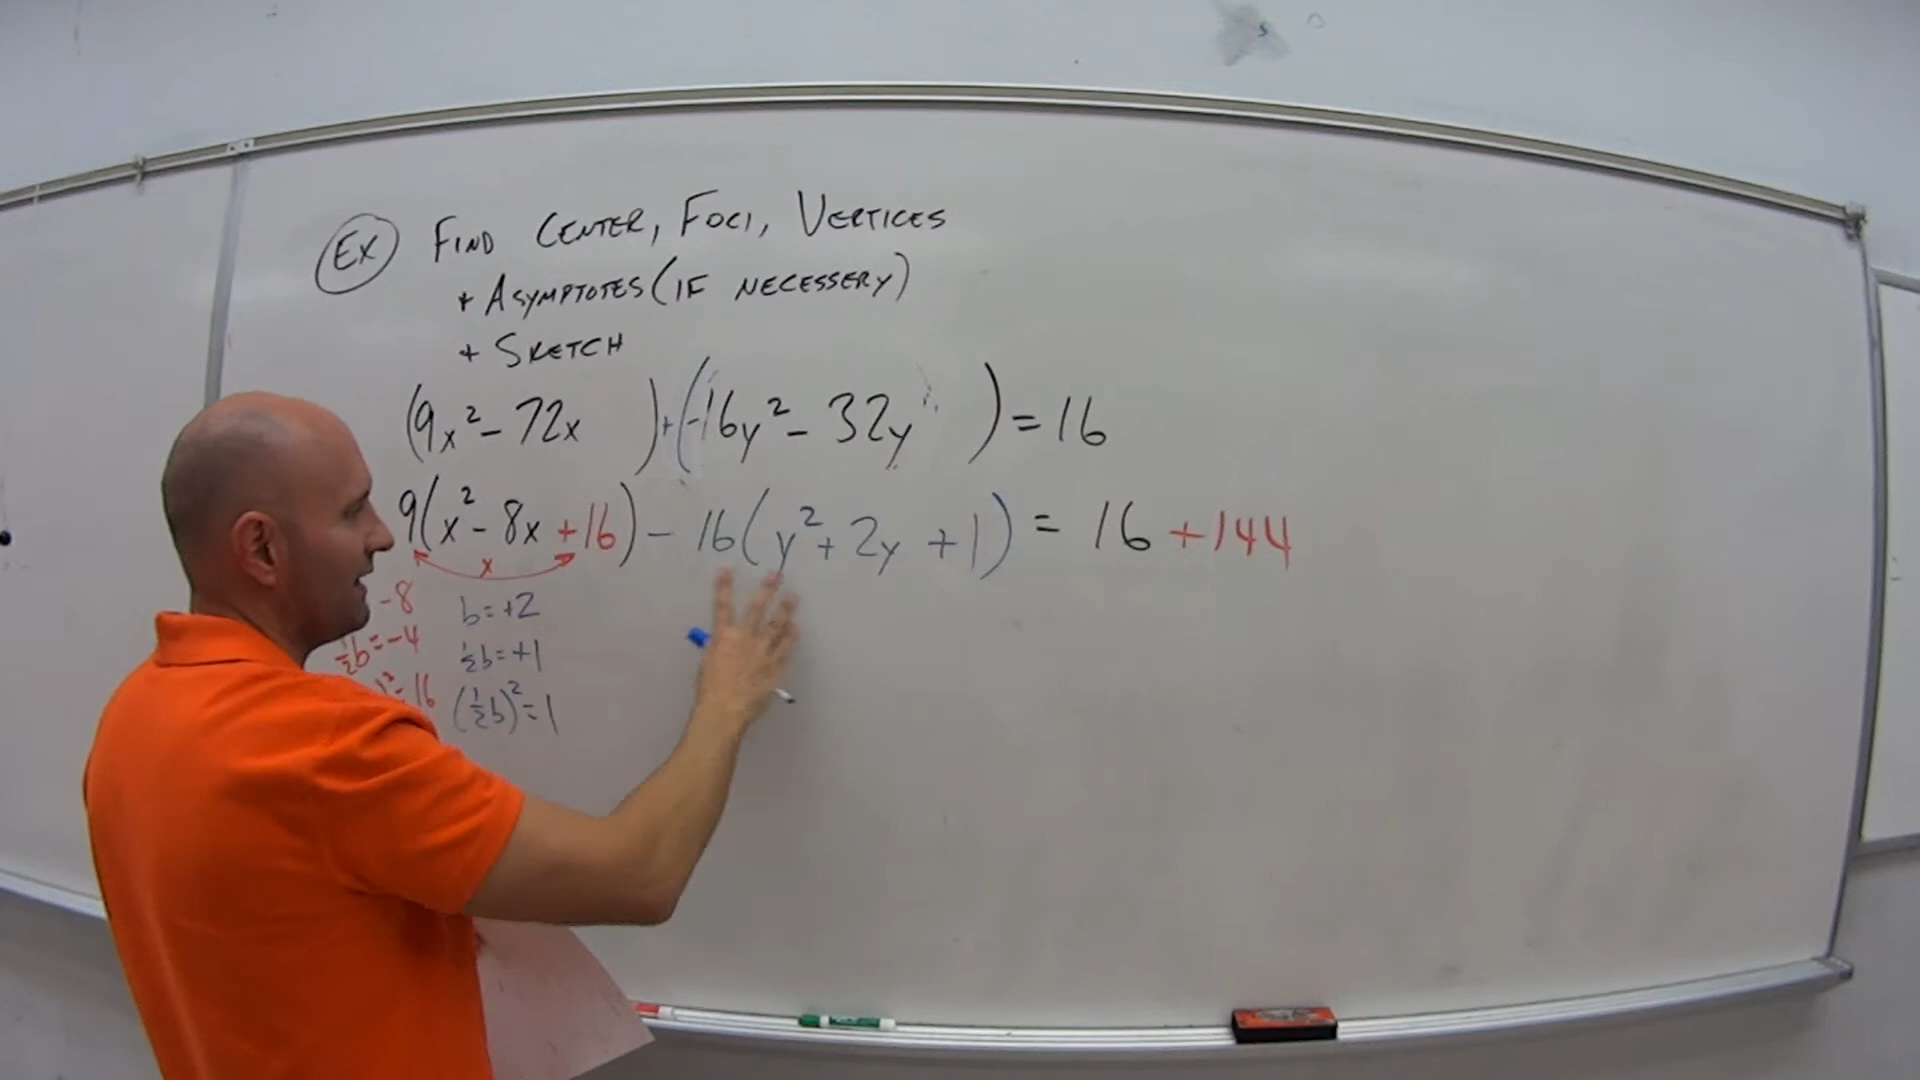 EX FIND CENTER, FOCI, VERTICES
+ ASYMPTOTES (IF NECESSERY)
+ SKETCH
(9x² - 72x ) + (-16y² - 32y ) = 16
9(x² - 8x + 16) - 16(y² + 2y + 1) = 16 + 144
x
-8 b = +2
½b = -4 ½b = +1
)² = 16 (½b)² = 1